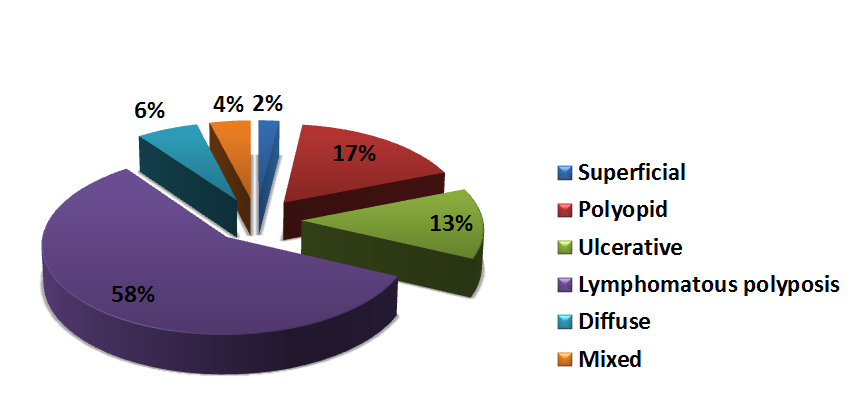 6%
4%
2%
17%
13%
58%
Superficial
Polyopid
Ulcerative
Lymphomatous polyposis
Diffuse
Mixed